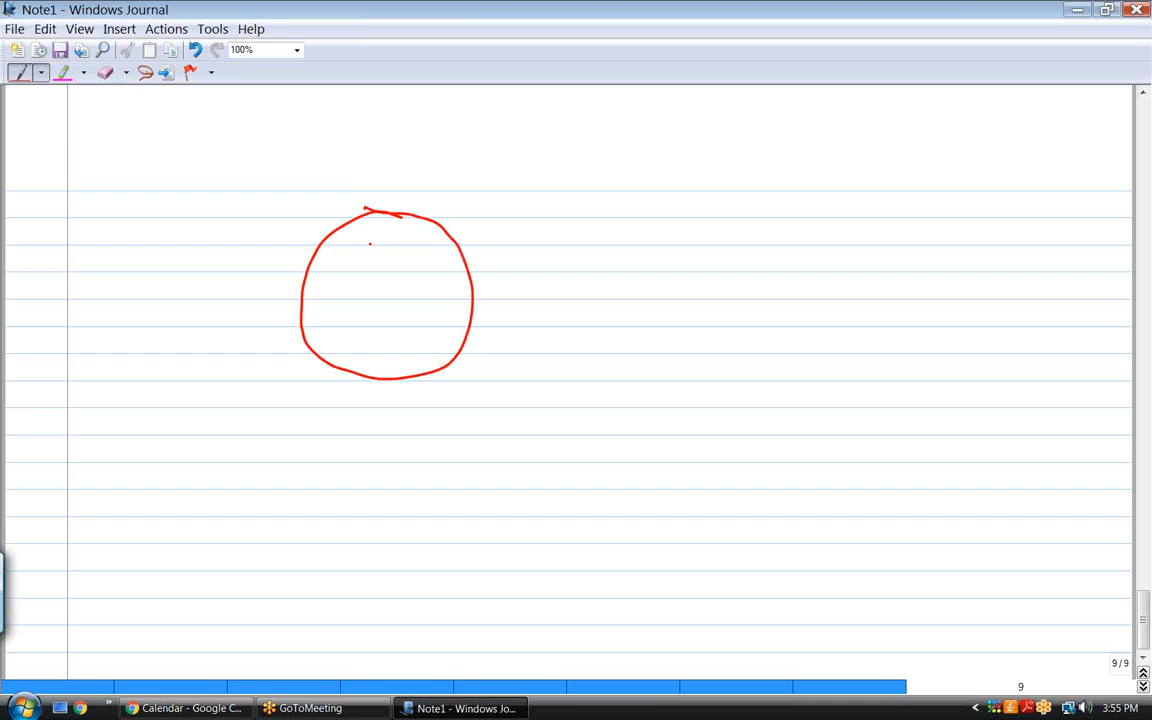 Note1 - Windows Journal
File Edit View Insert Actions Tools Help
100%
9 / 9
9
Calendar - Google C... GoToMeeting Note1 - Windows Jo... 3:55 PM